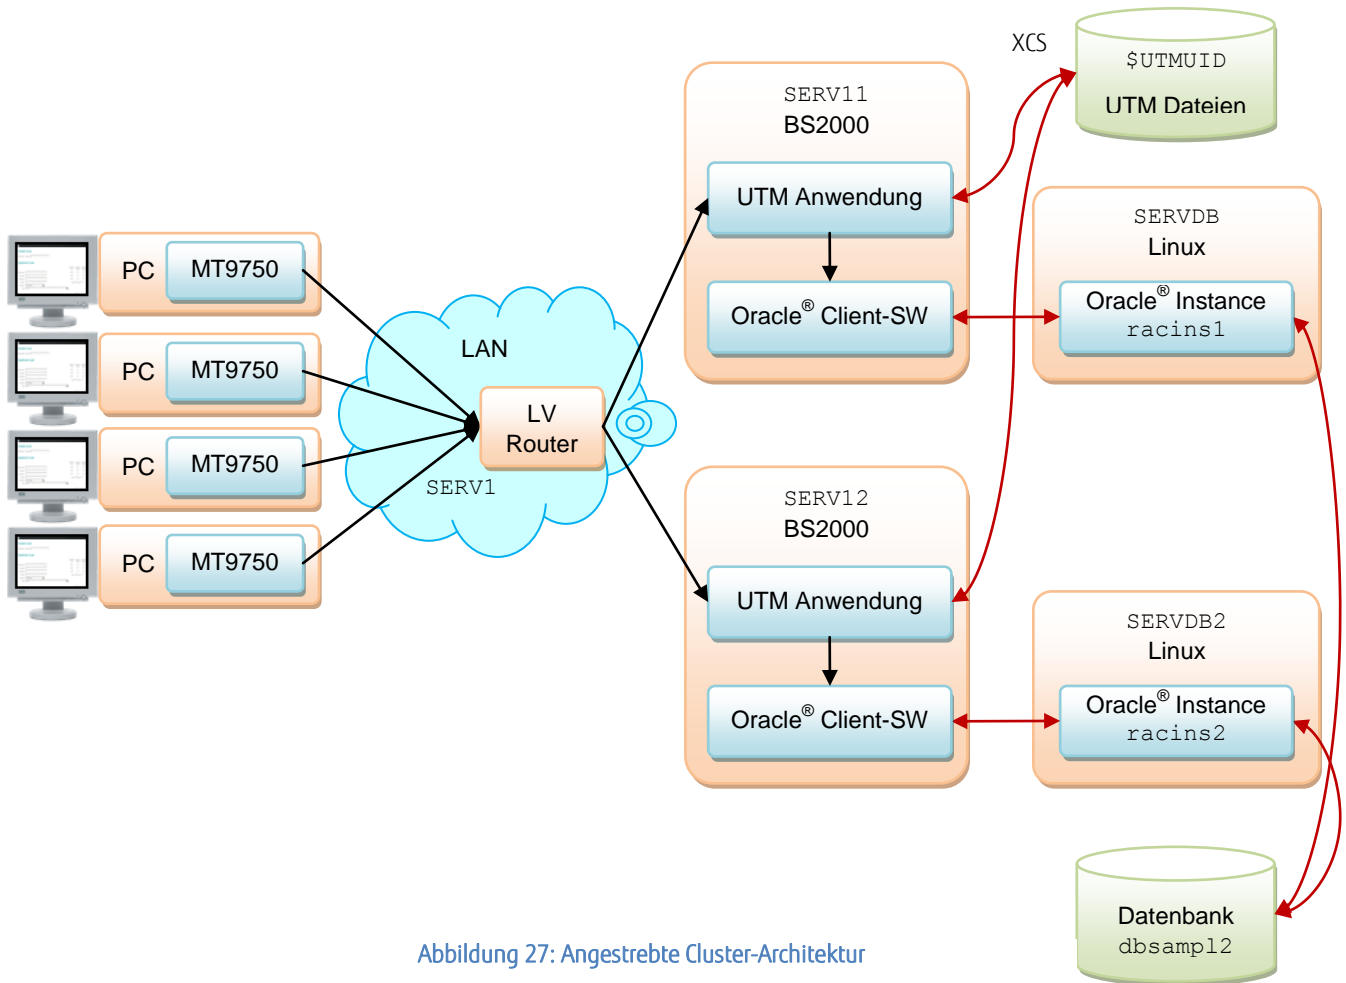 XCS
$UTMUID
UTM Dateien
SERV11
BS2000
UTM Anwendung
Oracle® Client-SW
SERVDB
Linux
Oracle® Instance
racins1
PC
MT9750
PC
MT9750
PC
MT9750
PC
MT9750
LAN
LV
Router
SERV1
SERV12
BS2000
UTM Anwendung
Oracle® Client-SW
SERVDB2
Linux
Oracle® Instance
racins2
Datenbank
dbsampl2
Abbildung 27: Angestrebte Cluster-Architektur